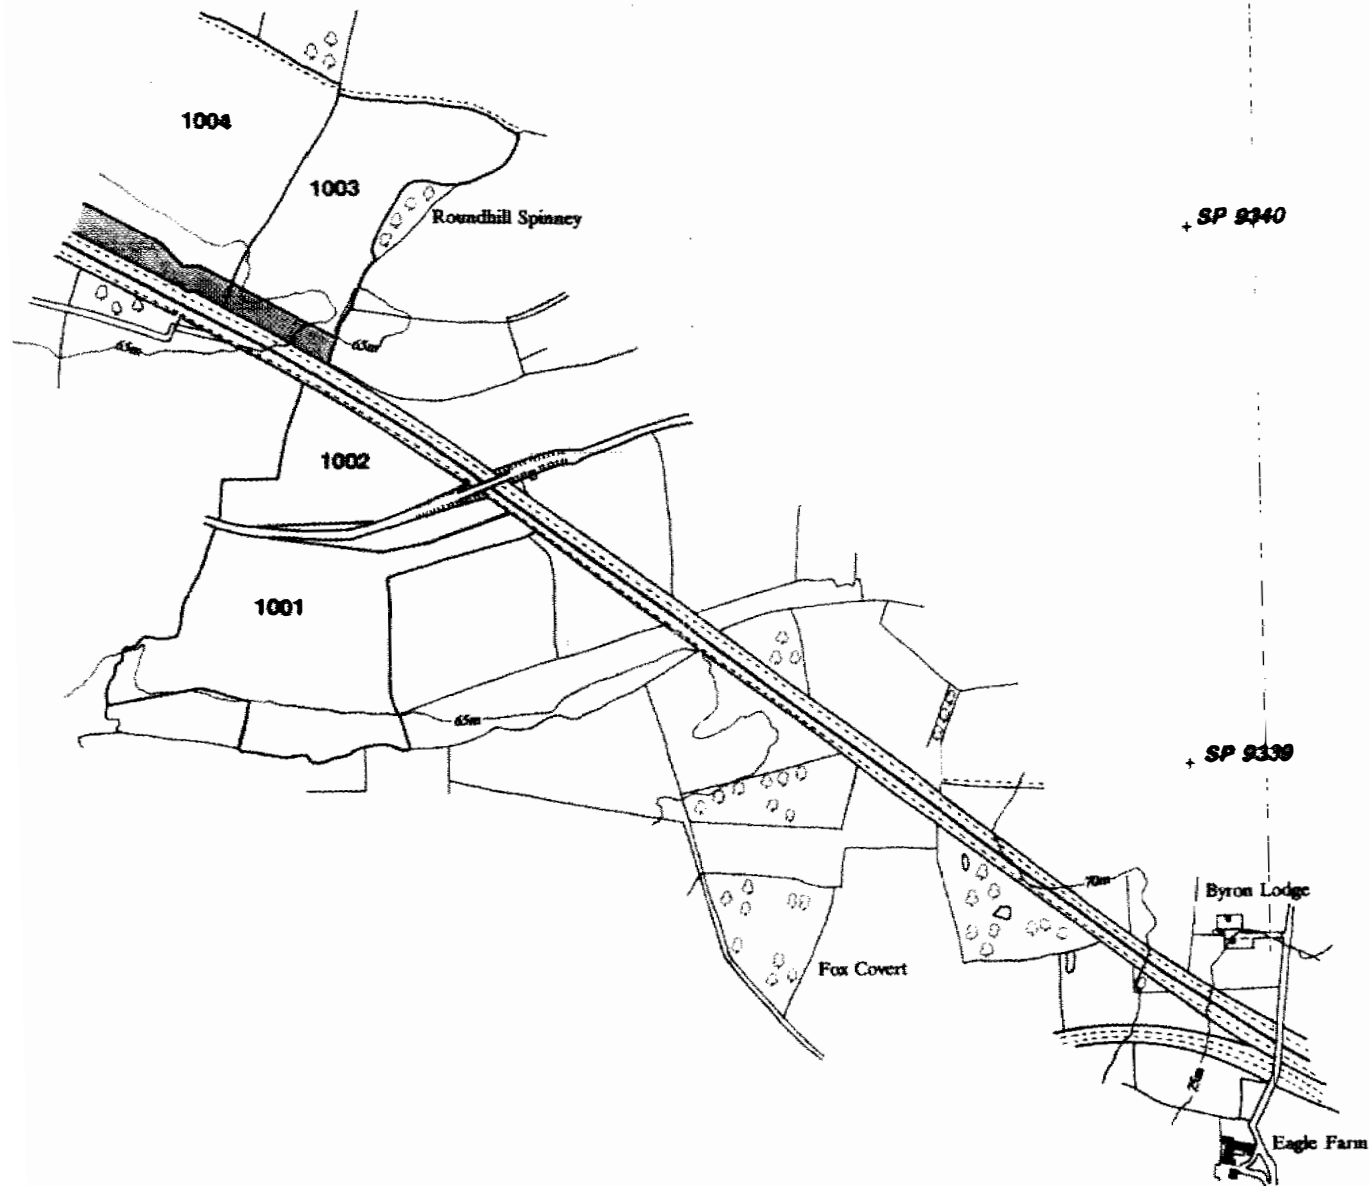 1004
1003
Roundhill Spinney
SP 9340
65m
65m
1002
1001
65m
SP 9339
70m
Byron Lodge
Fox Covert
75m
Eagle Farm